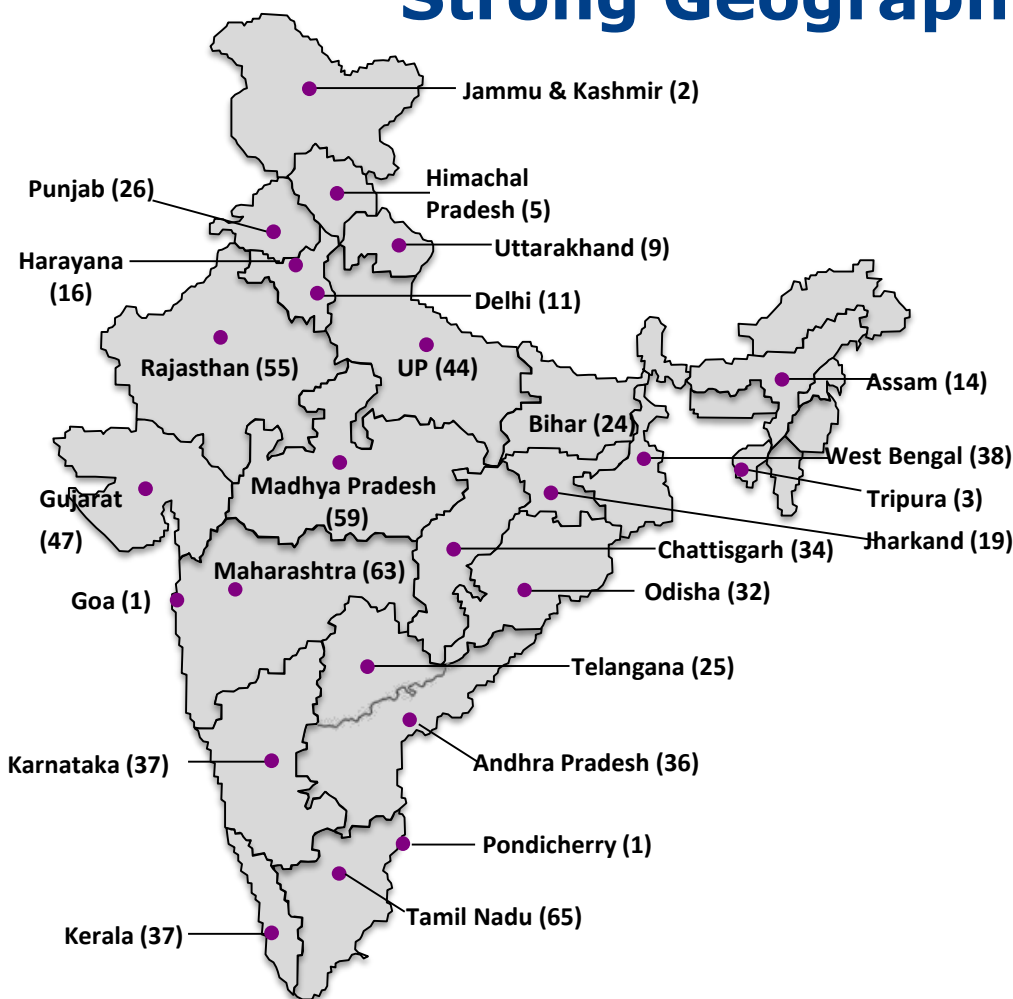 Strong Geograph
Jammu & Kashmir (2)
Himachal
Pradesh (5)
Punjab (26)
Uttarakhand (9)
Harayana
(16)
Delhi (11)
Rajasthan (55)
UP (44)
Assam (14)
Bihar (24)
West Bengal (38)
Madhya Pradesh
(59)
Gujarat
(47)
Tripura (3)
Jharkand (19)
Chattisgarh (34)
Maharashtra (63)
Goa (1)
Odisha (32)
Telangana (25)
Karnataka (37)
Andhra Pradesh (36)
Pondicherry (1)
Tamil Nadu (65)
Kerala (37)